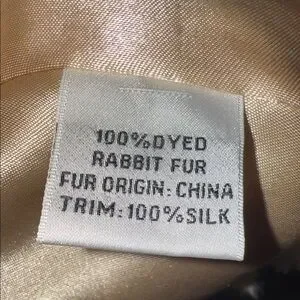 100%DYED
RABBIT FUR
FUR ORIGIN: CHINA
TRIM:100%SILK